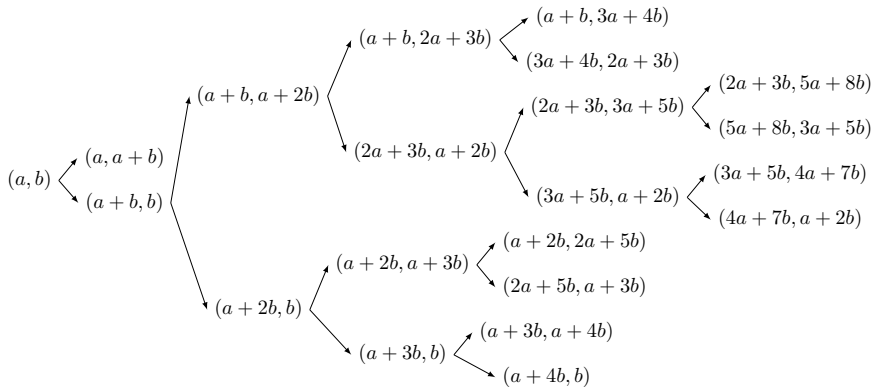 (a + b, 3a + 4b)
(a + b, 2a + 3b)
(3a + 4b, 2a + 3b)
(2a + 3b, 5a + 8b)
(a + b, a + 2b)
(2a + 3b, 3a + 5b)
(5a + 8b, 3a + 5b)
(2a + 3b, a + 2b)
(a, a + b)
(3a + 5b, 4a + 7b)
(a, b)
(a + b, b)
(3a + 5b, a + 2b)
(4a + 7b, a + 2b)
(a + 2b, 2a + 5b)
(a + 2b, a + 3b)
(2a + 5b, a + 3b)
(a + 2b, b)
(a + 3b, a + 4b)
(a + 3b, b)
(a + 4b, b)